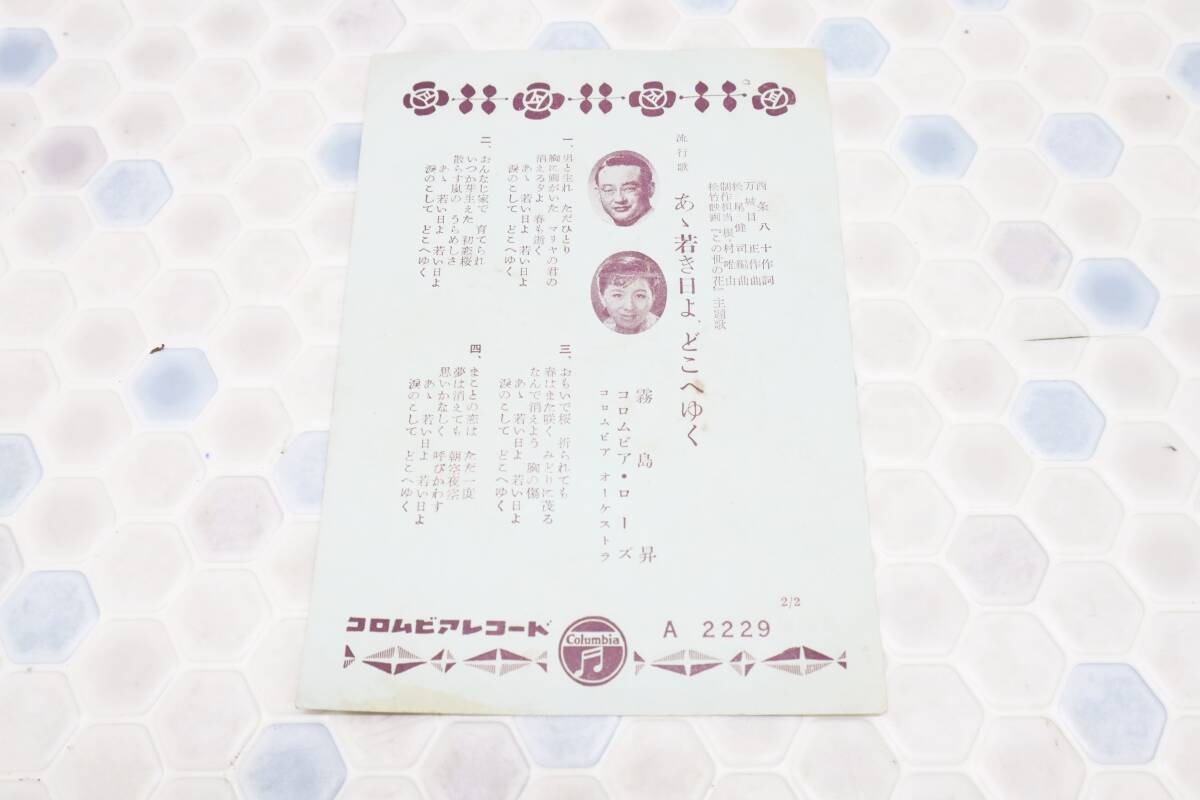 西条八十作詞
万城目正作曲
松尾健司編曲
制作担当 根村唯由
松竹映画『この世の花』主題歌
流行歌
あゝ若き日よ、どこへゆく
霧島昇
コロムビア・ローズ
コロムビア オーケストラ
一、男と生れ ただひとり
胸に画がいた マリヤの君の
消える夕よ 春も逝く
あゝ 若い日よ 若い日よ
涙のこして どこへゆく
二、おんなじ家で 育てられ
いつか芽生えた 初恋桜
散らす嵐の うらめしさ
あゝ 若い日よ 若い日よ
涙のこして どこへゆく
三、おもいで桜 折られても
春はまた咲く みどりに茂る
なんで消えよう 胸の傷
あゝ 若い日よ 若い日よ
涙のこして どこへゆく
四、まことの恋は ただ一度
夢は消えても 朝空夜空
思いかなしく 呼びかわす
あゝ 若い日よ 若い日よ
涙のこして どこへゆく
2/2
コロムビアレコード
Columbia
A 2229